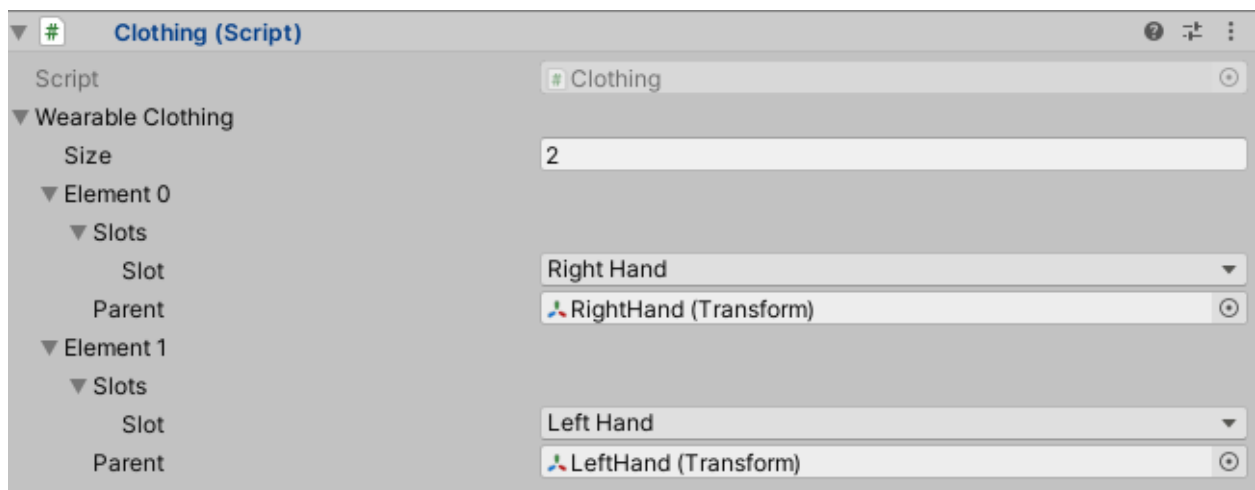 Clothing (Script)
Script Clothing
Wearable Clothing
Size 2
Element 0
Slots
Slot Right Hand
Parent RightHand (Transform)
Element 1
Slots
Slot Left Hand
Parent LeftHand (Transform)